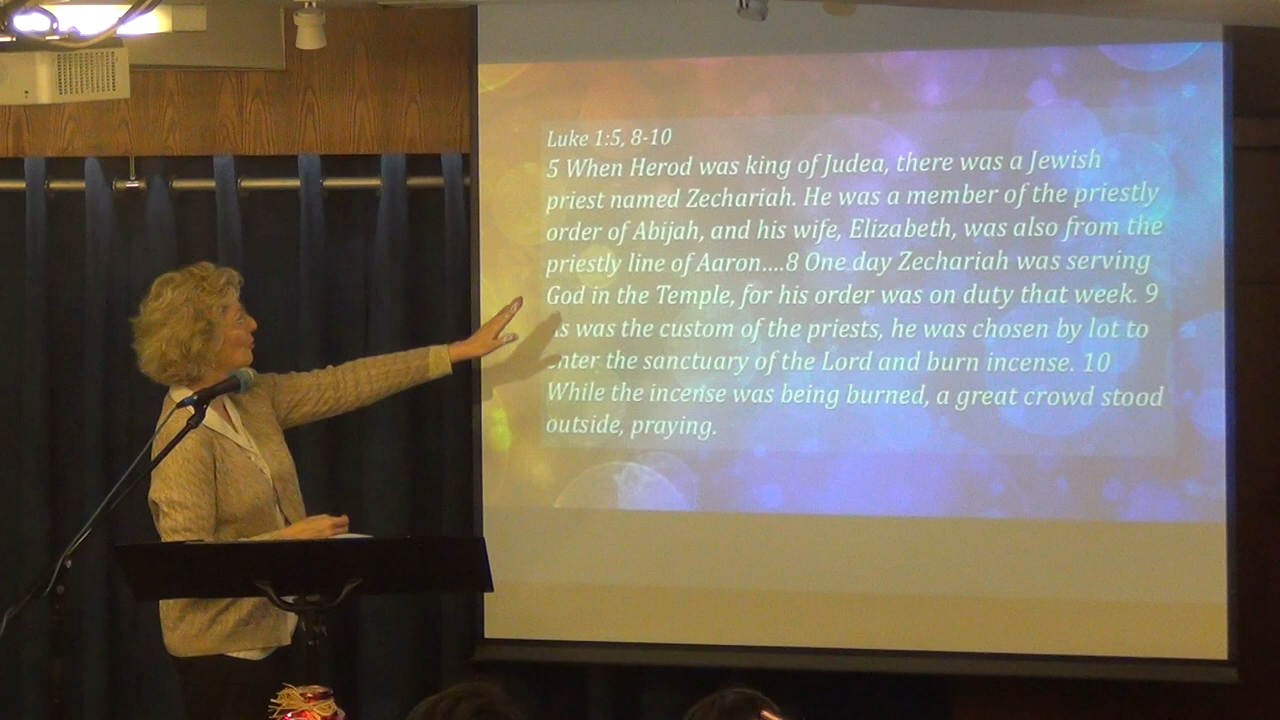 Luke 1:5, 8-10
5 When Herod was king of Judea, there was a Jewish
priest named Zechariah. He was a member of the priestly
order of Abijah, and his wife, Elizabeth, was also from the
priestly line of Aaron....8 One day Zechariah was serving
God in the Temple, for his order was on duty that week. 9
As was the custom of the priests, he was chosen by lot to
enter the sanctuary of the Lord and burn incense. 10
While the incense was being burned, a great crowd stood
outside, praying.